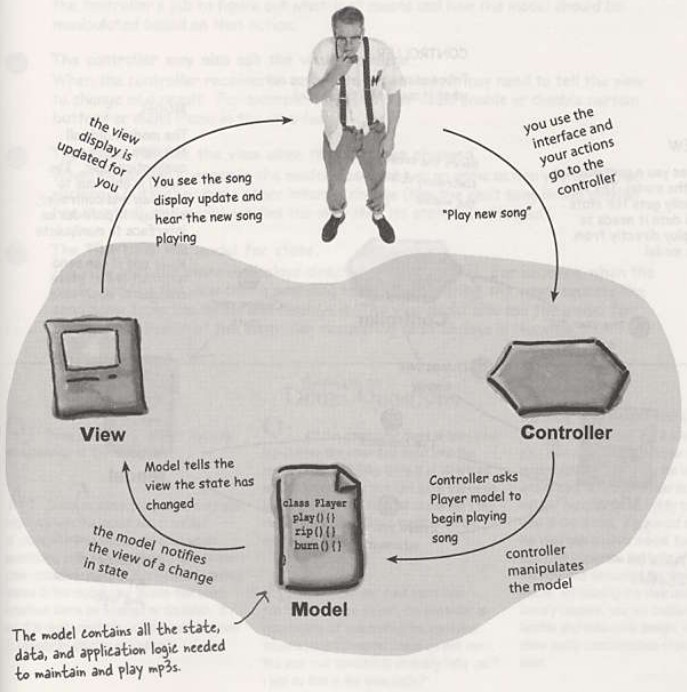 the view
display is
updated for
you
You see the song
display update and
hear the new song
playing
you use the
interface and
your actions
go to the
controller
"Play new song"
View
Controller
Model tells the
view the state has
changed
the model notifies
the view of a change
in state
class Player {
play(){}
rip(){}
burn(){}
}
Model
Controller asks
Player model to
begin playing
song
controller
manipulates
the model
The model contains all the state,
data, and application logic needed
to maintain and play mp3s.